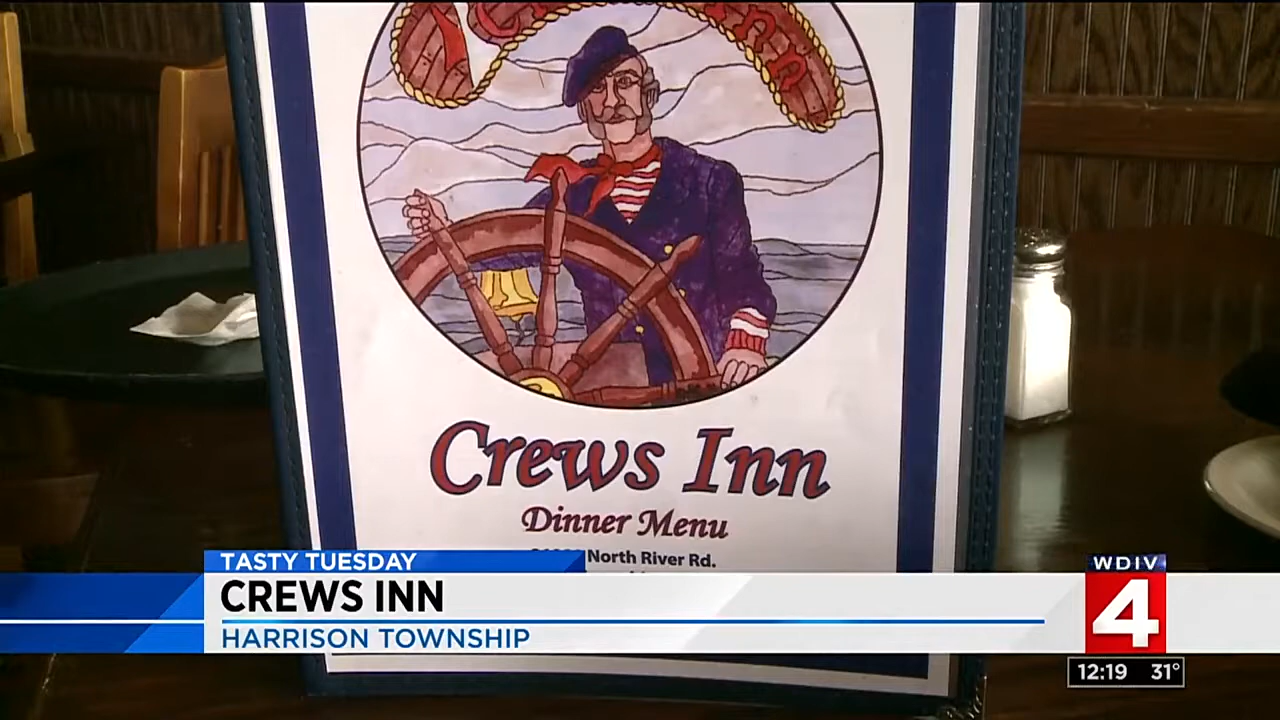 Crews Inn
Dinner Menu
North River Rd.
TASTY TUESDAY
CREWS INN
HARRISON TOWNSHIP
WDIV
4
12:19 31°